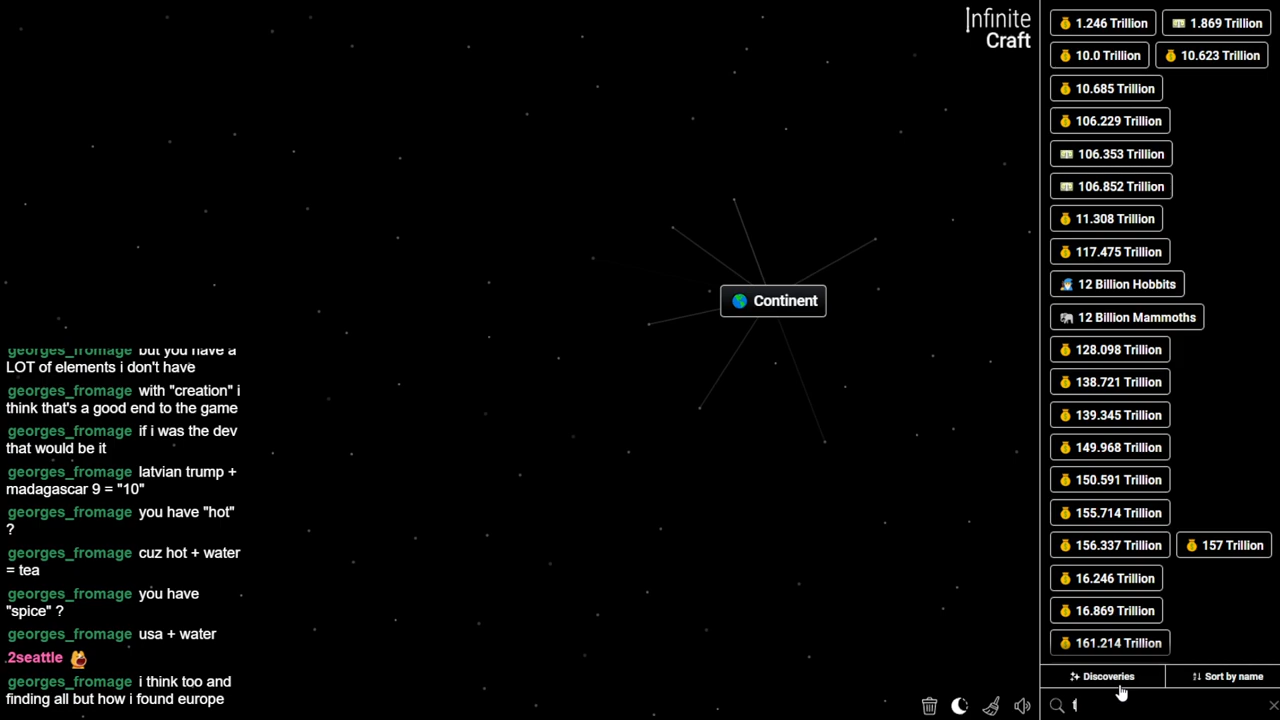 Infinite
Craft
georges_fromage but you have a
LOT of elements i don't have
georges_fromage with "creation" i
think that's a good end to the game
georges_fromage if i was the dev
that would be it
georges_fromage latvian trump +
madagascar 9 = "10"
georges_fromage you have "hot"
?
georges_fromage cuz hot + water
= tea
georges_fromage you have
"spice" ?
georges_fromage usa + water
.2seattle
georges_fromage i think too and
finding all but how i found europe
Continent
1.246 Trillion 1.869 Trillion
10.0 Trillion 10.623 Trillion
10.685 Trillion
106.229 Trillion
106.353 Trillion
106.852 Trillion
11.308 Trillion
117.475 Trillion
12 Billion Hobbits
12 Billion Mammoths
128.098 Trillion
138.721 Trillion
139.345 Trillion
149.968 Trillion
150.591 Trillion
155.714 Trillion
156.337 Trillion 157 Trillion
16.246 Trillion
16.869 Trillion
161.214 Trillion
Discoveries Sort by name